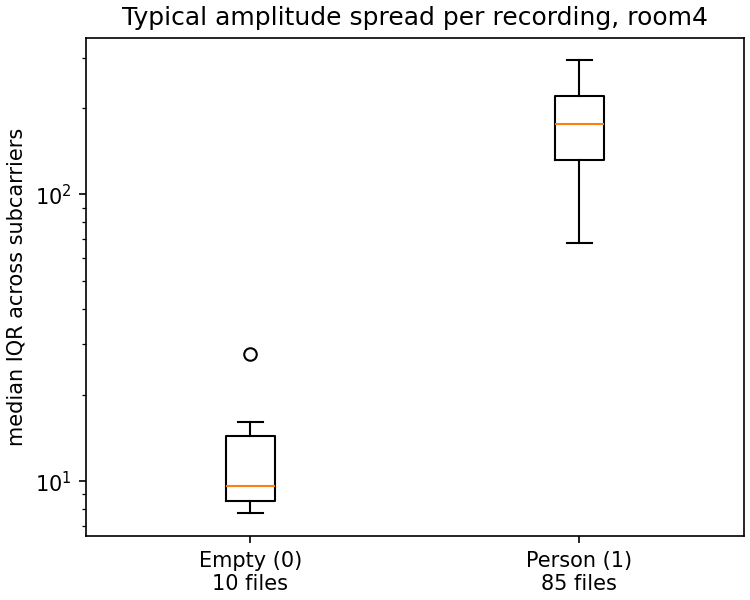 Typical amplitude spread per recording, room4
median IQR across subcarriers
10²
10¹
Empty (0)
10 files
Person (1)
85 files